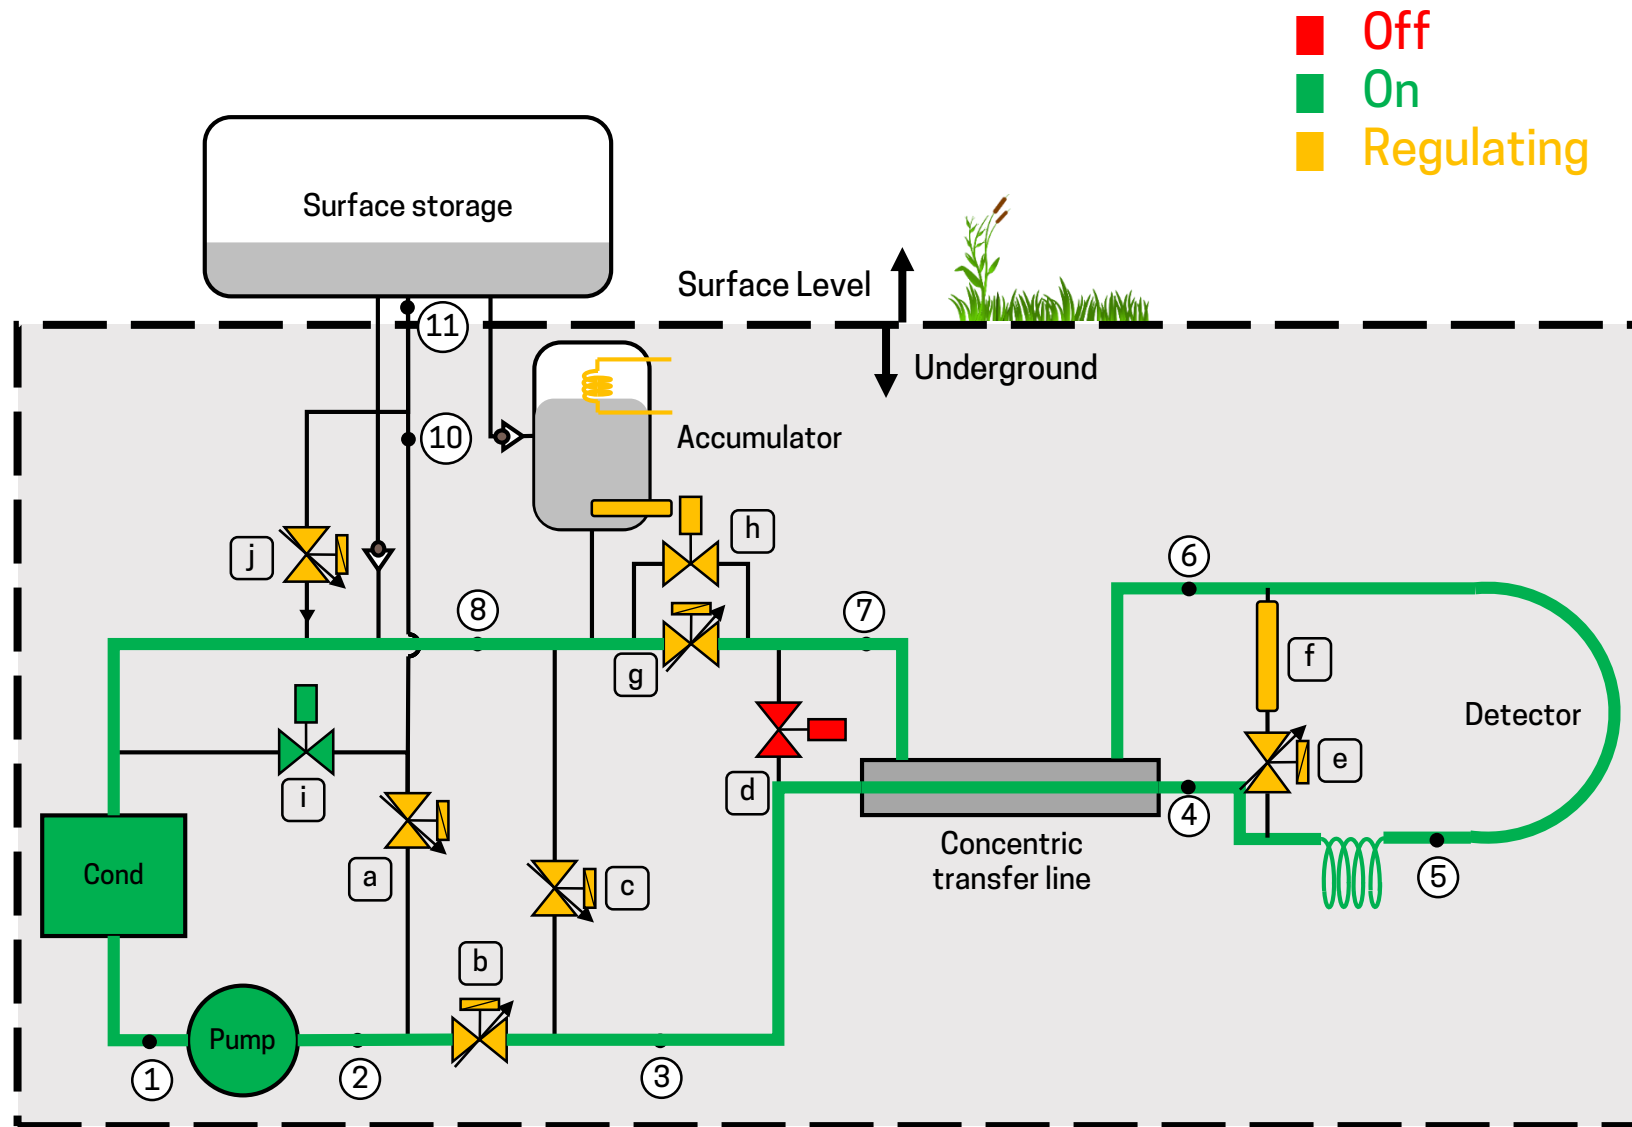 Off
On
Regulating
Surface storage
Surface Level
11
Underground
10
Accumulator
h
j
6
8
7
g
f
Detector
e
i
d
4
a
Concentric
transfer line
Cond
c
5
b
Pump
1
2
3